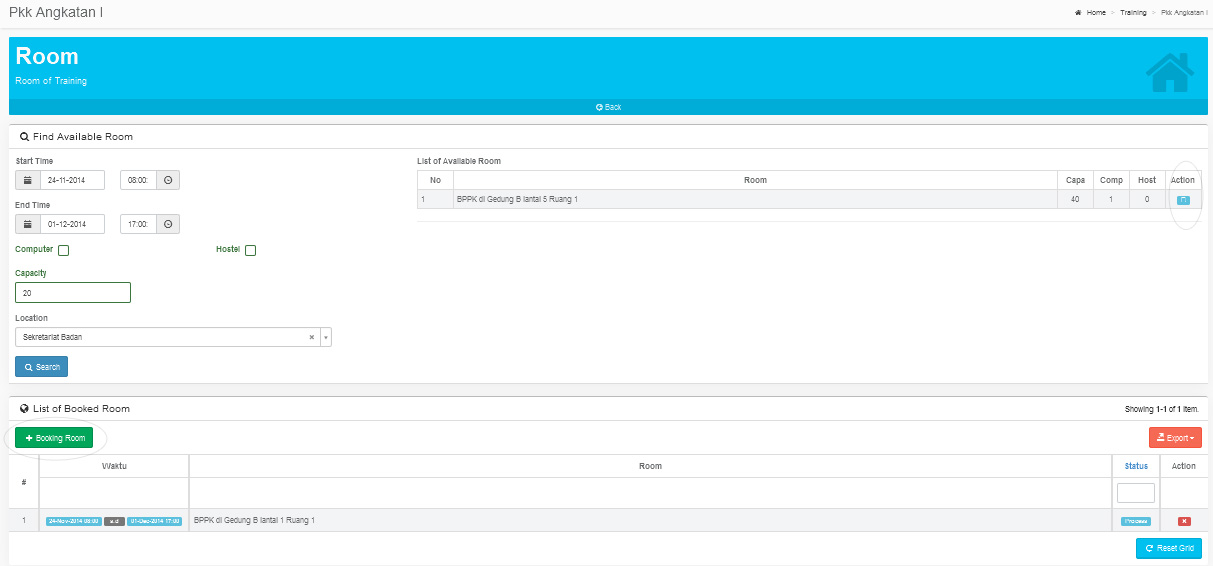 Pkk Angkatan I
Home > Training > Pkk Angkatan I
Room
Room of Training
Back
Find Available Room
Start Time
24-11-2014 08:00:
End Time
01-12-2014 17:00:
Computer Hostel
Capacity
20
Location
Sekretariat Badan × 
Search
List of Available Room
No Room Capa Comp Host Action
1 BPPK di Gedung B lantai 5 Ruang 1 40 1 0
List of Booked Room
Showing 1-1 of 1 item.
+ Booking Room
Export
# Waktu Room Status Action
1 24-Nov-2014 08:00 s.d 01-Dec-2014 17:00 BPPK di Gedung B lantai 1 Ruang 1 Process
Reset Grid